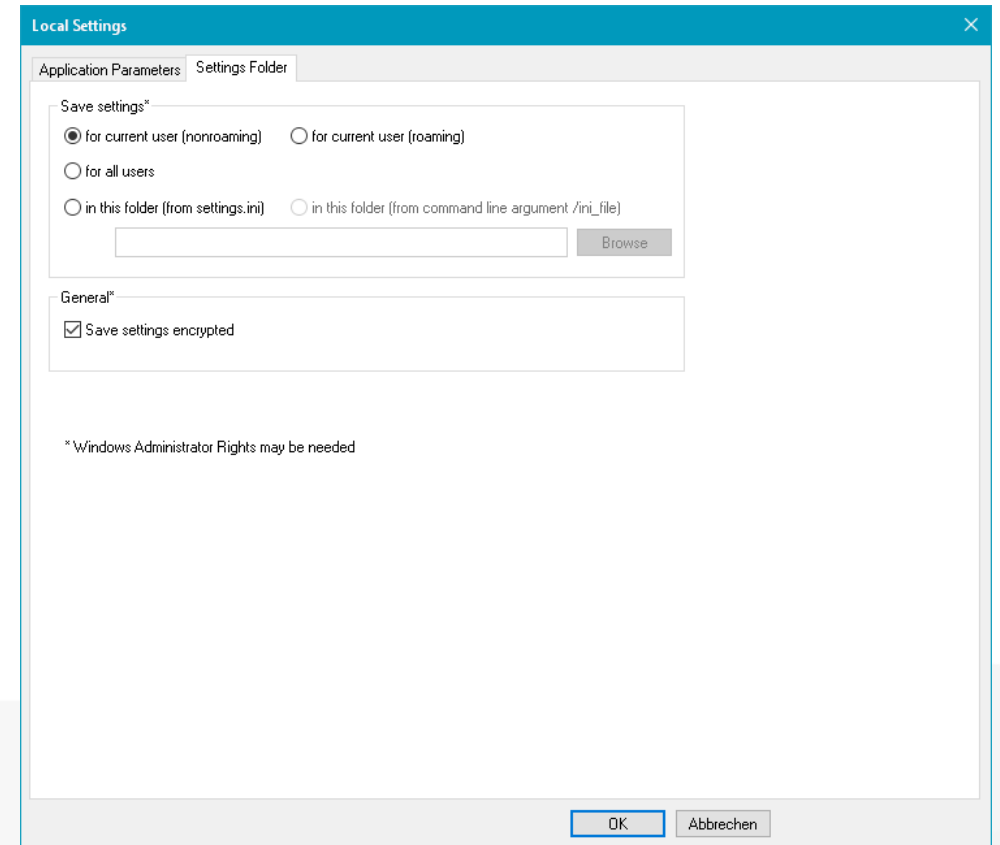 Local Settings
Application Parameters Settings Folder
Save settings*
for current user (nonroaming) for current user (roaming)
for all users
in this folder (from settings.ini) in this folder (from command line argument /ini_file)
Browse
General*
Save settings encrypted
* Windows Administrator Rights may be needed
OK Abbrechen